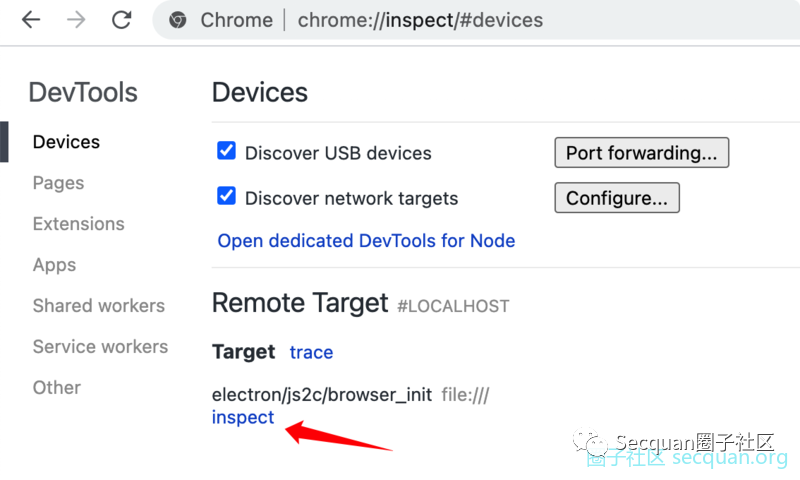 Chrome | chrome://inspect/#devices
DevTools
Devices
Pages
Extensions
Apps
Shared workers
Service workers
Other
Devices
Discover USB devices
Port forwarding...
Discover network targets
Configure...
Open dedicated DevTools for Node
Remote Target #LOCALHOST
Target trace
electron/js2c/browser_init file:///
inspect
Secquan圈子社区
圈子社区 secquan.org